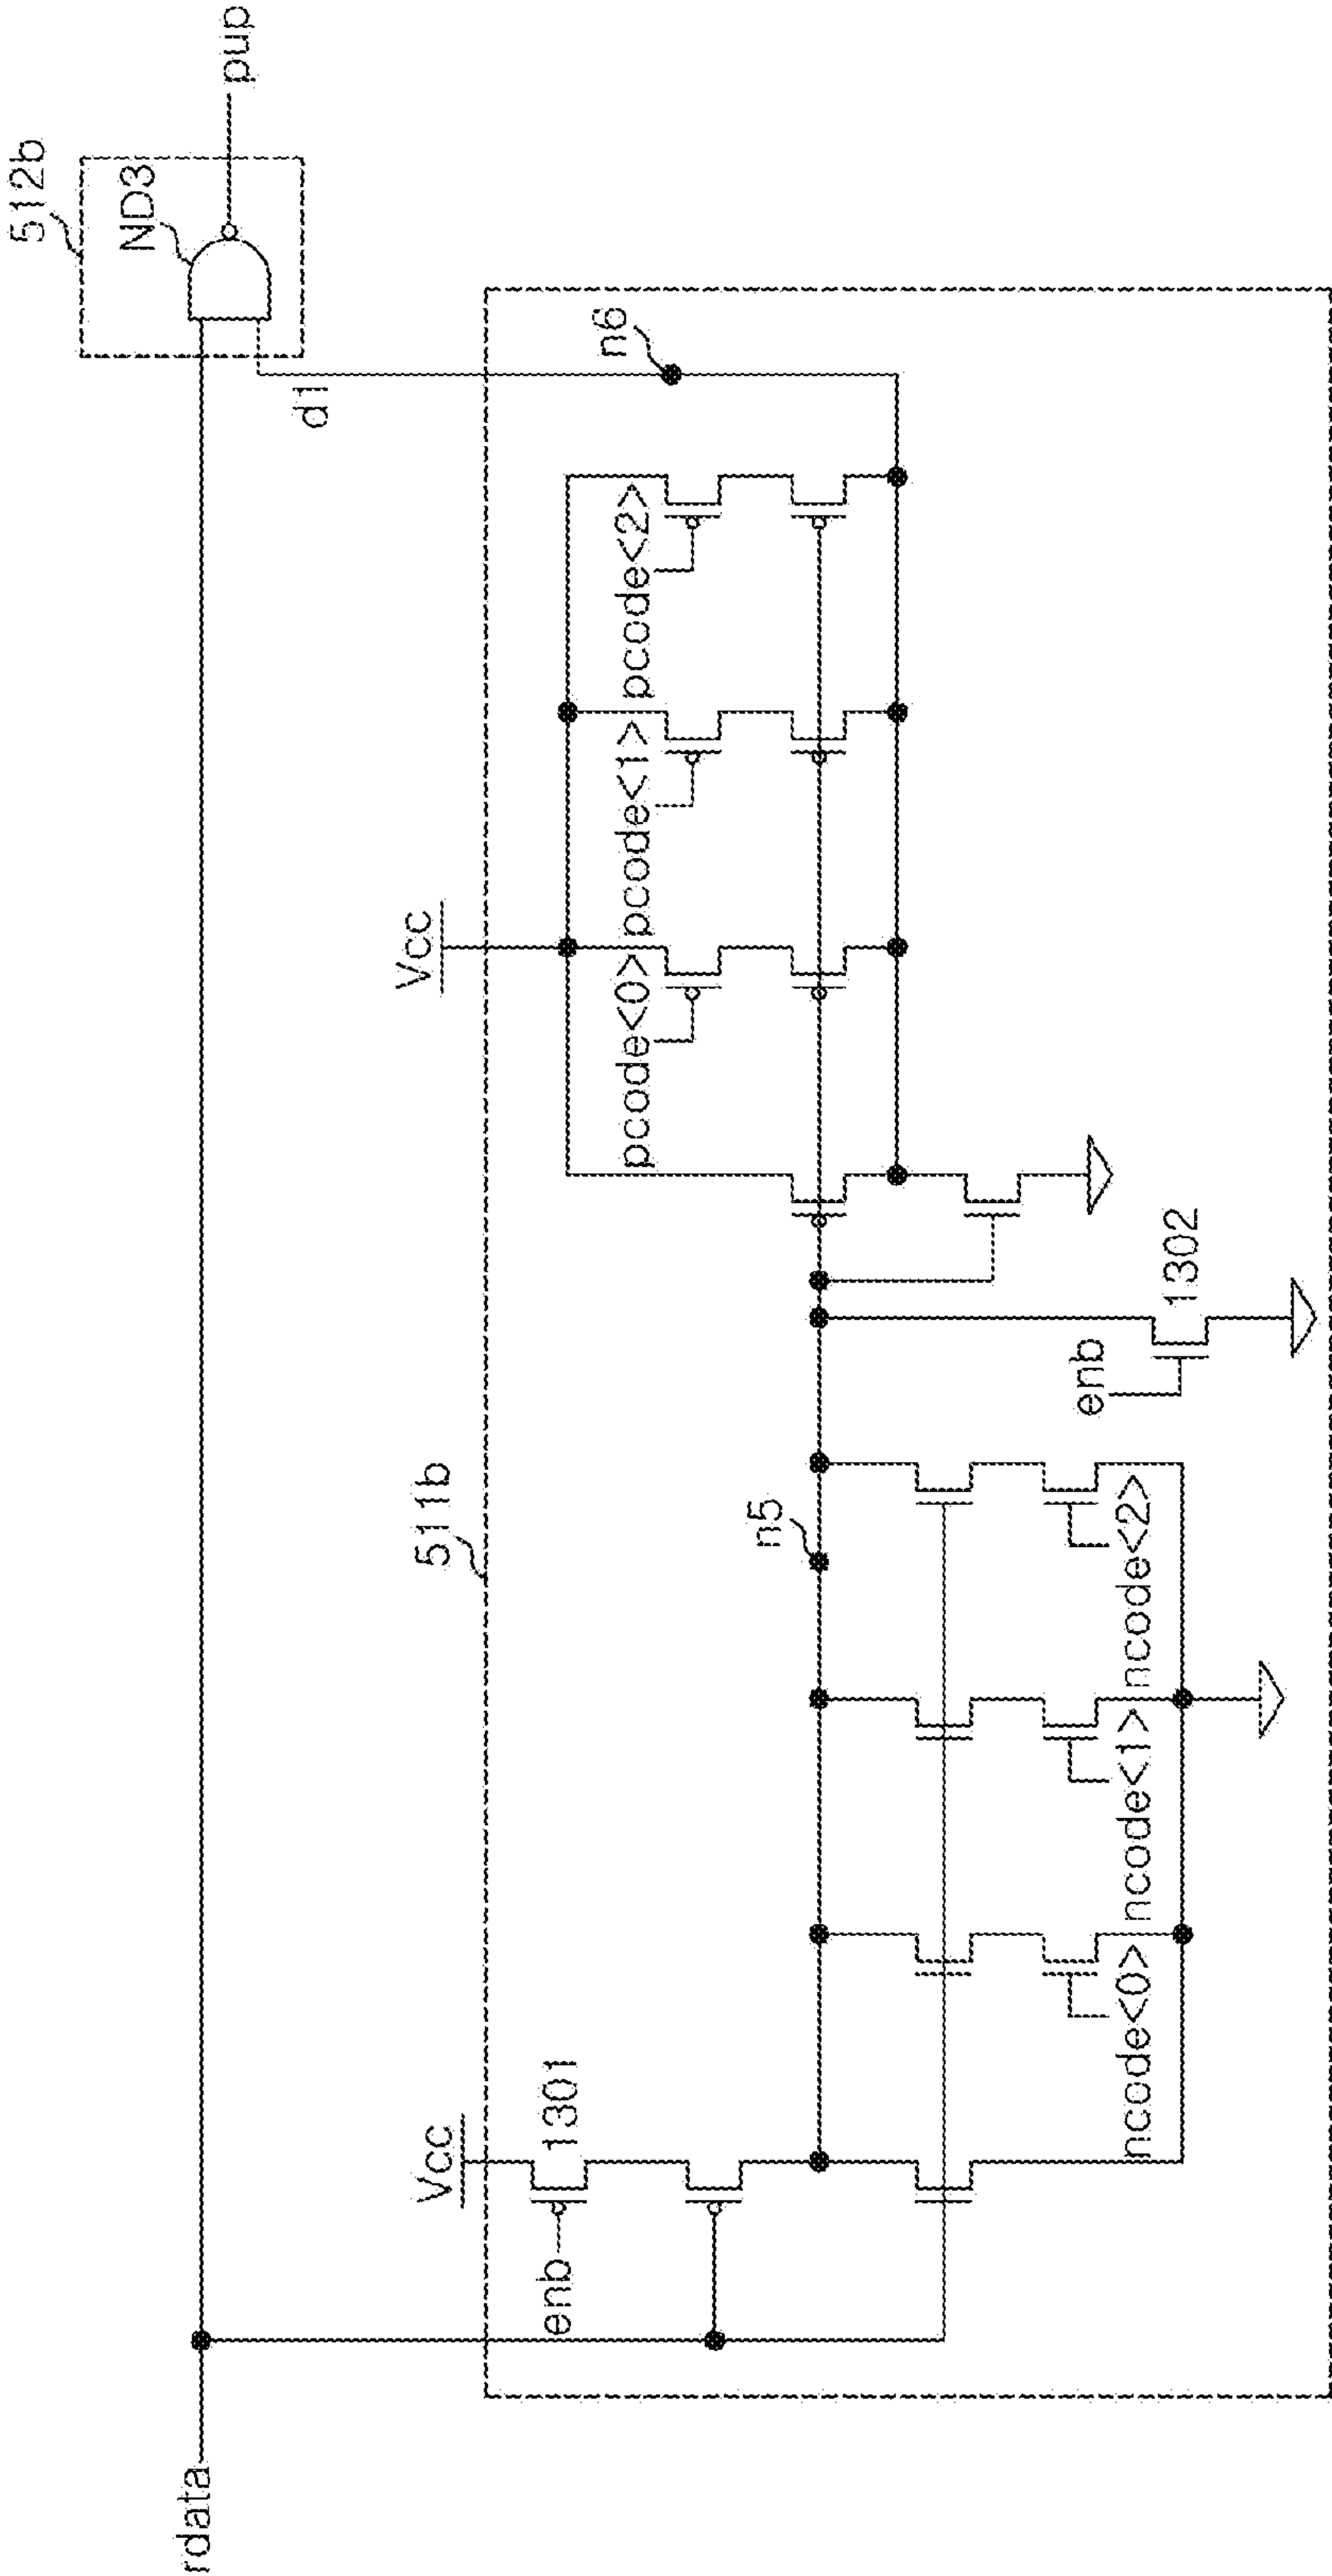 rdata
512b
ND3
pup
d1
511b
Vcc
enb
1301
n5
ncode<0>
ncode<1>
ncode<2>
enb
1302
Vcc
pcode<0>
pcode<1>
pcode<2>
n6